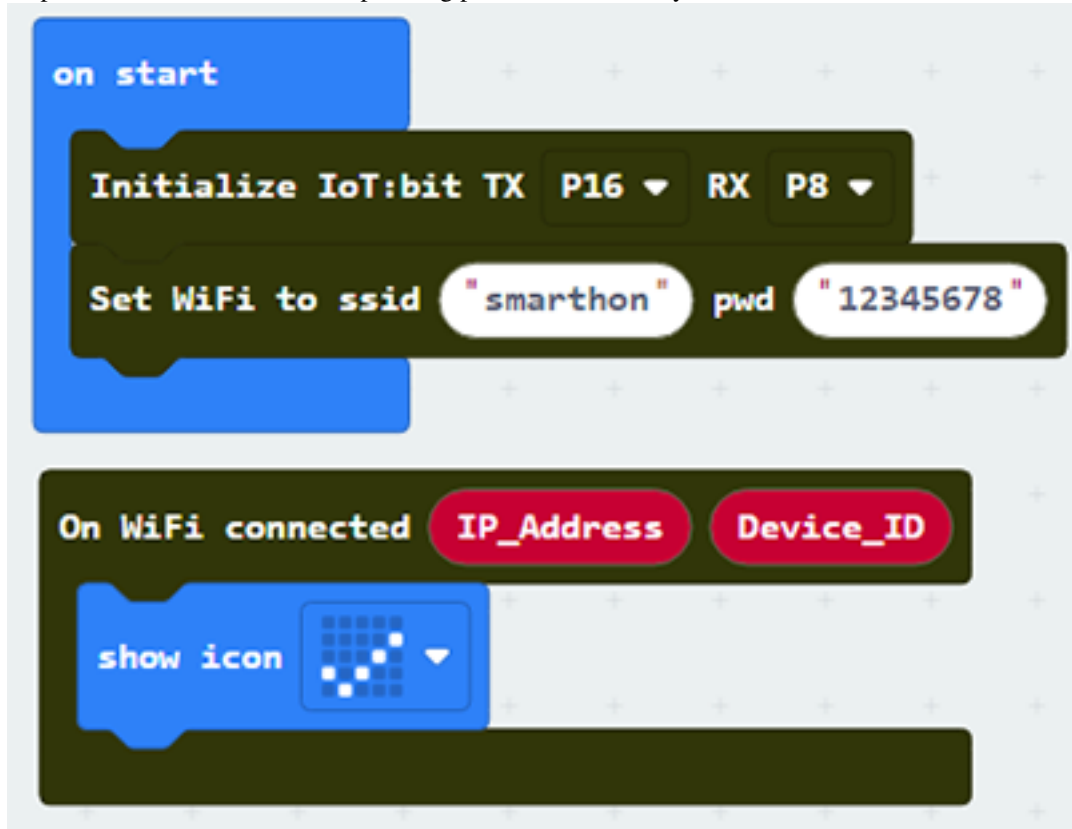 on start
Initialize IoT:bit TX P16 RX P8
Set WiFi to ssid "smarthon" pwd "12345678"
On WiFi connected IP_Address Device_ID
show icon